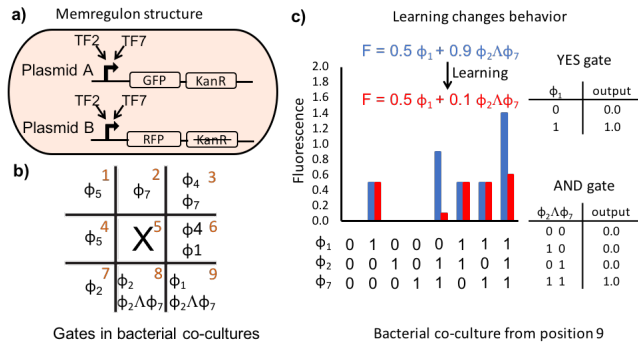 a) Memregulon structure
TF2 TF7
Plasmid A
GFP KanR
TF2 TF7
Plasmid B
RFP KanR
b)
1 2 3
ϕ5 ϕ7 ϕ4
ϕ7
4 5 6
ϕ5 X ϕ4
ϕ1
7 8 9
ϕ2 ϕ2 ϕ1
ϕ2Λϕ7 ϕ2Λϕ7
Gates in bacterial co-cultures
c) Learning changes behavior
F = 0.5 ϕ1 + 0.9 ϕ2Λϕ7
Learning
F = 0.5 ϕ1 + 0.1 ϕ2Λϕ7
Fluorescence
2.0
1.8
1.6
1.4
1.2
1.0
0.8
0.6
0.4
0.2
0.0
ϕ1 0 1 0 0 0 1 1 1
ϕ2 0 0 1 0 1 1 0 1
ϕ7 0 0 0 1 1 0 1 1
YES gate
ϕ1 output
0 0.0
1 1.0
AND gate
ϕ2Λϕ7 output
0 0 0.0
1 0 0.0
0 1 0.0
1 1 1.0
Bacterial co-culture from position 9